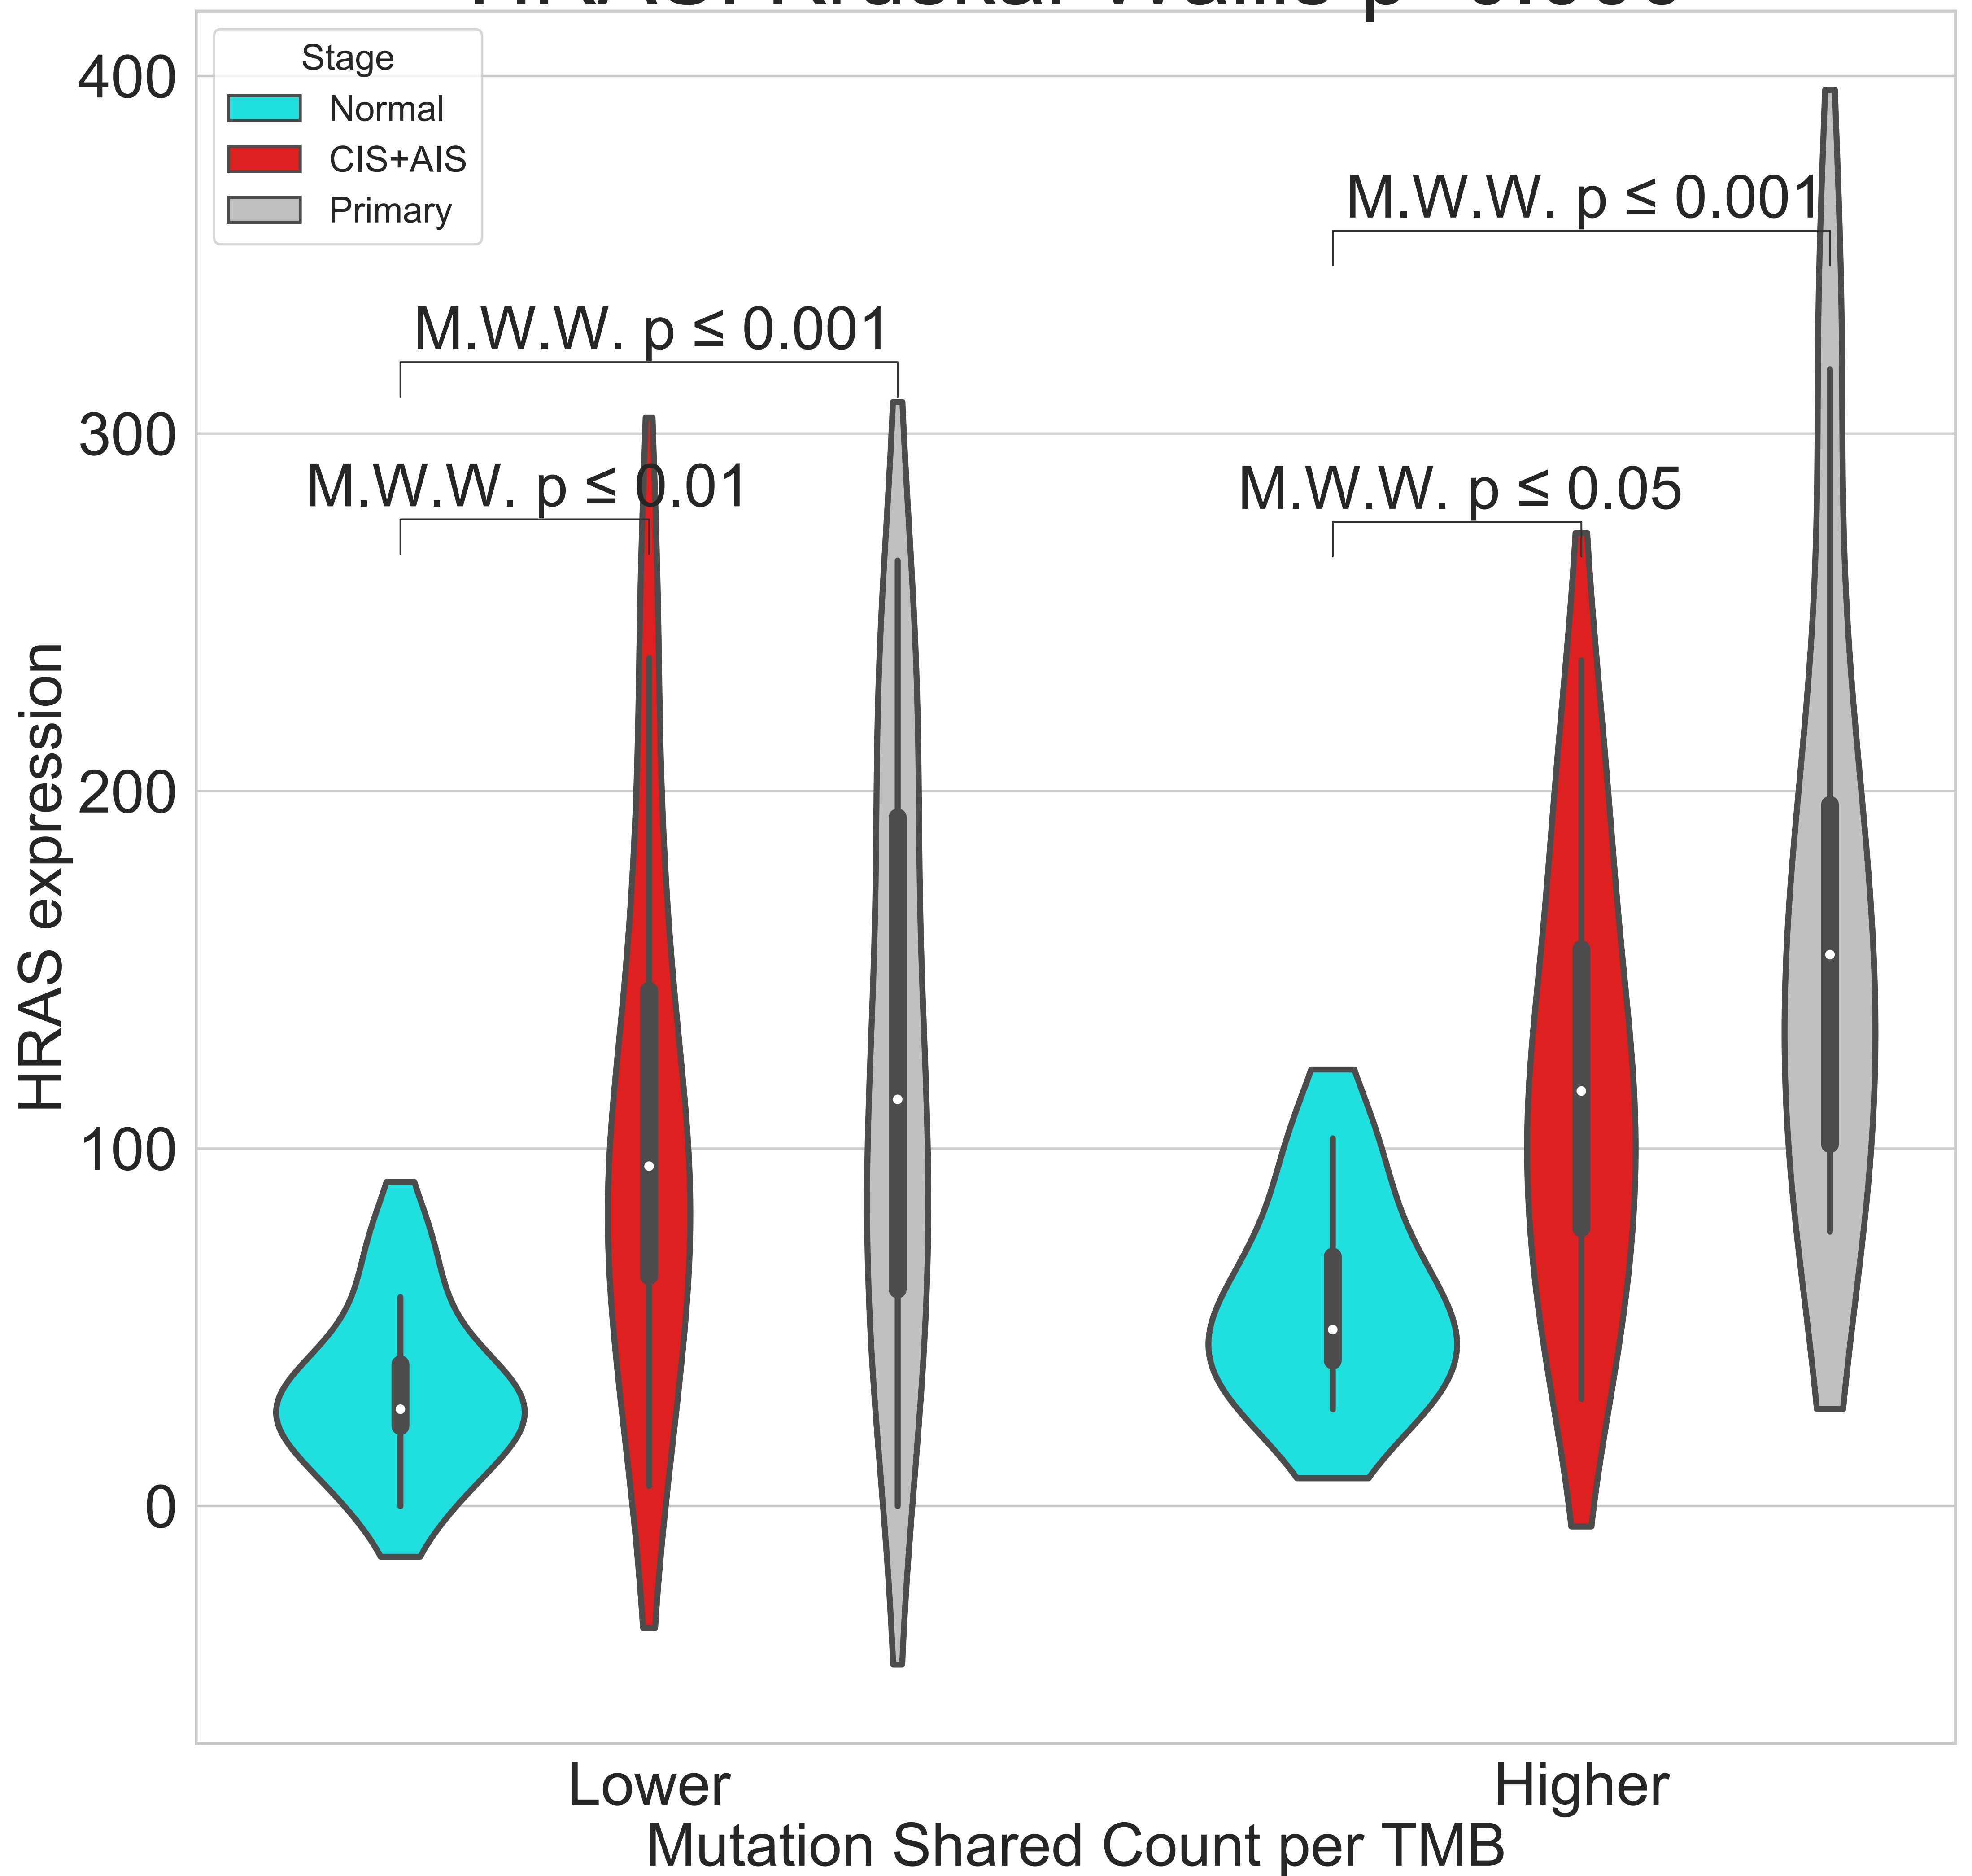 400
300
200
100
0
HRAS expression
Stage
Normal
CIS+AIS
Primary
M.W.W. p ≤ 0.001
M.W.W. p ≤ 0.001
M.W.W. p ≤ 0.01
M.W.W. p ≤ 0.05
Lower
Higher
Mutation Shared Count per TMB